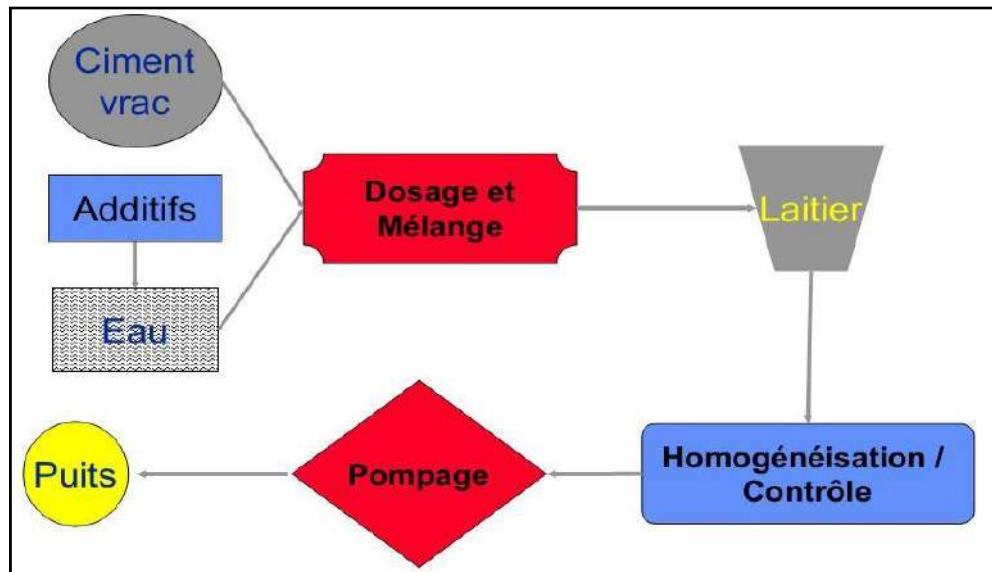 Ciment
vrac
Additifs
Eau
Dosage et
Mélange
Laitier
Homogénéisation /
Contrôle
Pompage
Puits